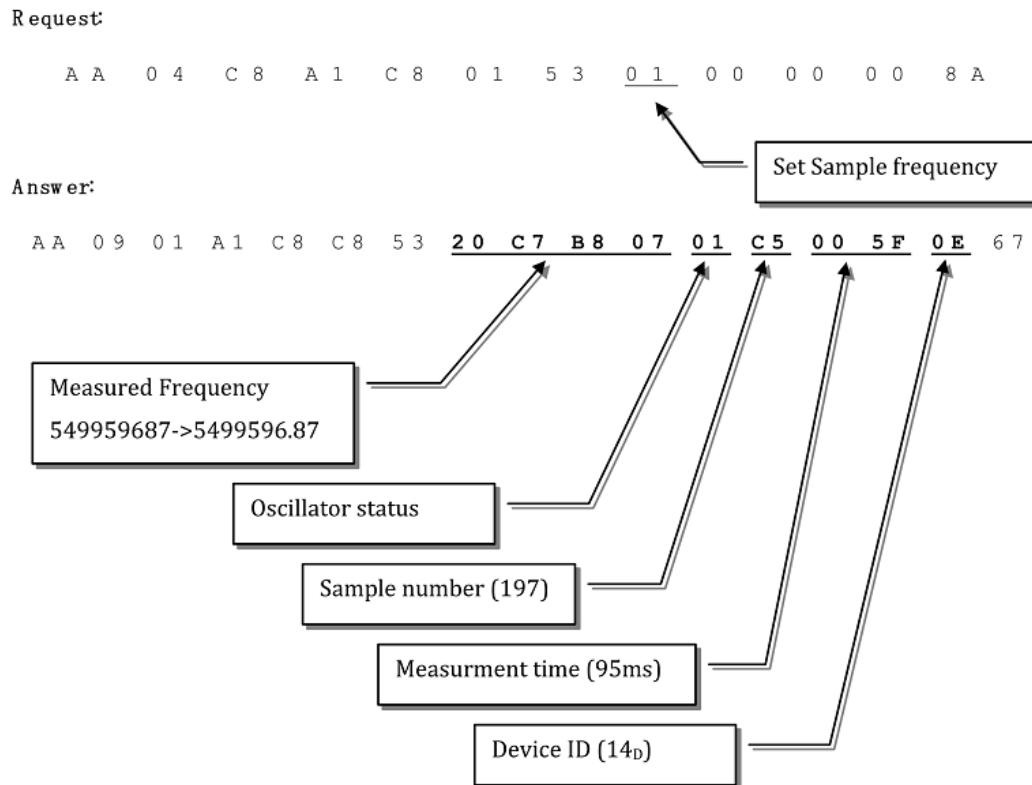 Request:
AA 04 C8 A1 C8 01 53 01 00 00 00 8A
Set Sample frequency
Answer:
AA 09 01 A1 C8 C8 53 20 C7 B8 07 01 C5 00 5F 0E 67
Measured Frequency
549959687->5499596.87
Oscillator status
Sample number (197)
Measurment time (95ms)
Device ID (14D)